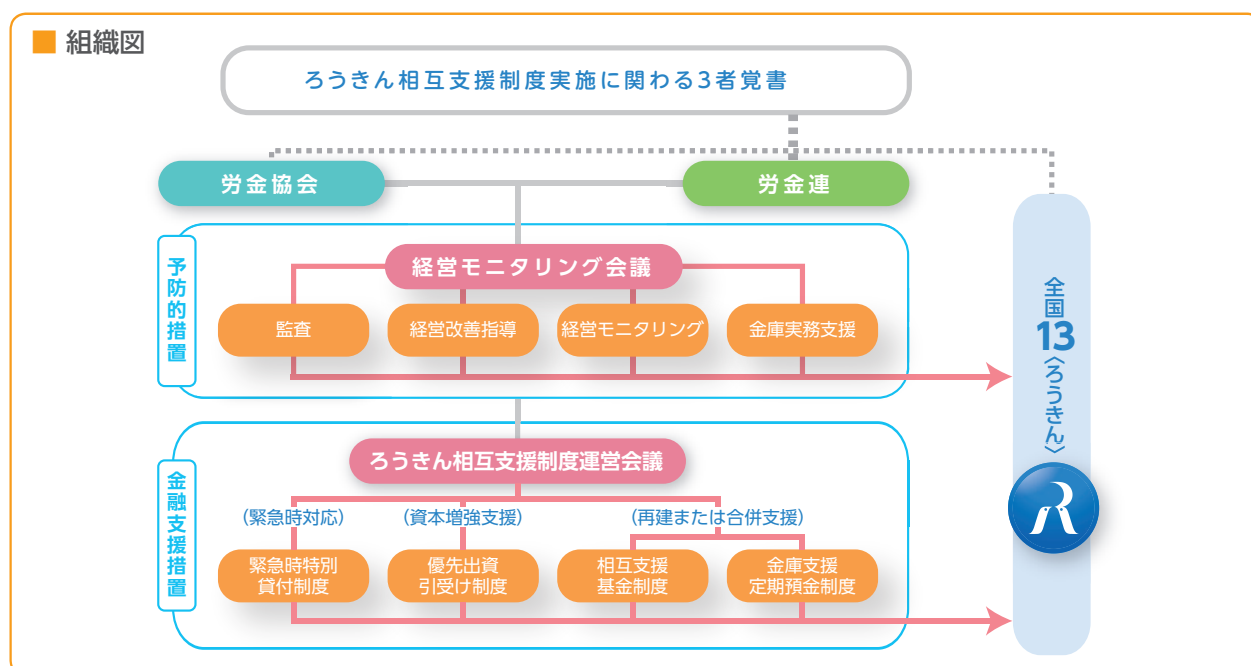 ■ 組織図
ろうきん相互支援制度実施に関わる3者覚書
労金協会
労金連
予防的措置
経営モニタリング会議
監査
経営改善指導
経営モニタリング
金庫実務支援
金融支援措置
ろうきん相互支援制度運営会議
(緊急時対応)
(資本増強支援)
(再建または合併支援)
緊急時特別
貸付制度
優先出資
引受け制度
相互支援
基金制度
金庫支援
定期預金制度
全国13〈ろうきん〉